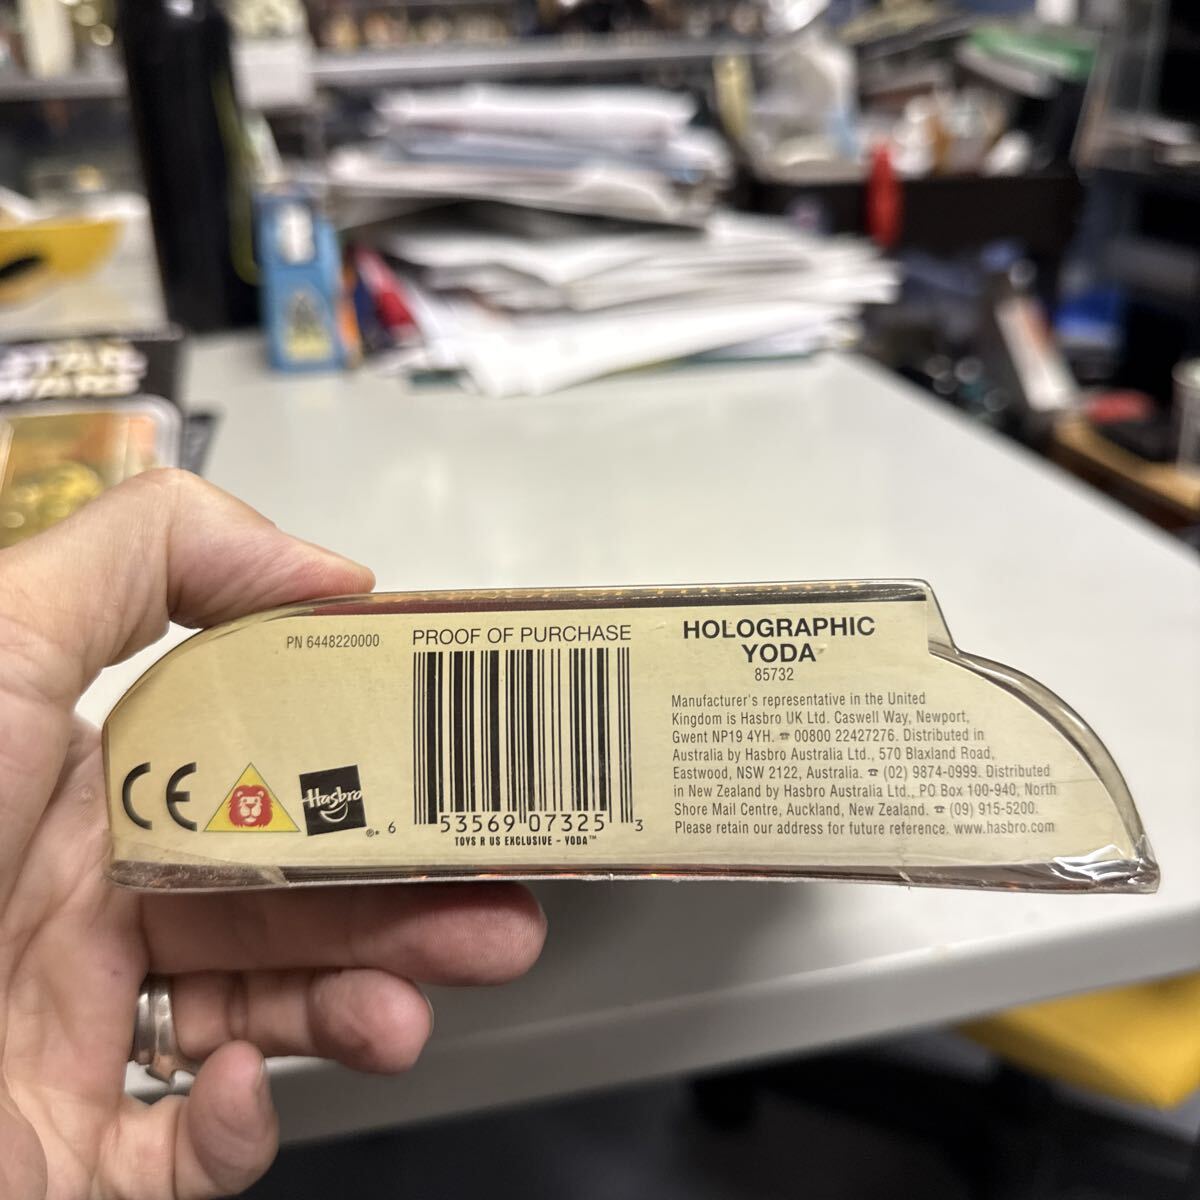 STAR
WARS
PN 6448220000
PROOF OF PURCHASE
HOLOGRAPHIC
YODA
85732
Manufacturer's representative in the United
Kingdom is Hasbro UK Ltd. Caswell Way, Newport,
Gwent NP19 4YH. ☎ 00800 22427276. Distributed in
Australia by Hasbro Australia Ltd., 570 Blaxland Road,
Eastwood, NSW 2122, Australia. ☎ (02) 9874-0999. Distributed
in New Zealand by Hasbro Australia Ltd., PO Box 100-940, North
Shore Mail Centre, Auckland, New Zealand. ☎ (09) 915-5200.
Please retain our address for future reference. www.hasbro.com
CE
Hasbro
®
6 53569 07325 3
TOYS R US EXCLUSIVE - YODA™